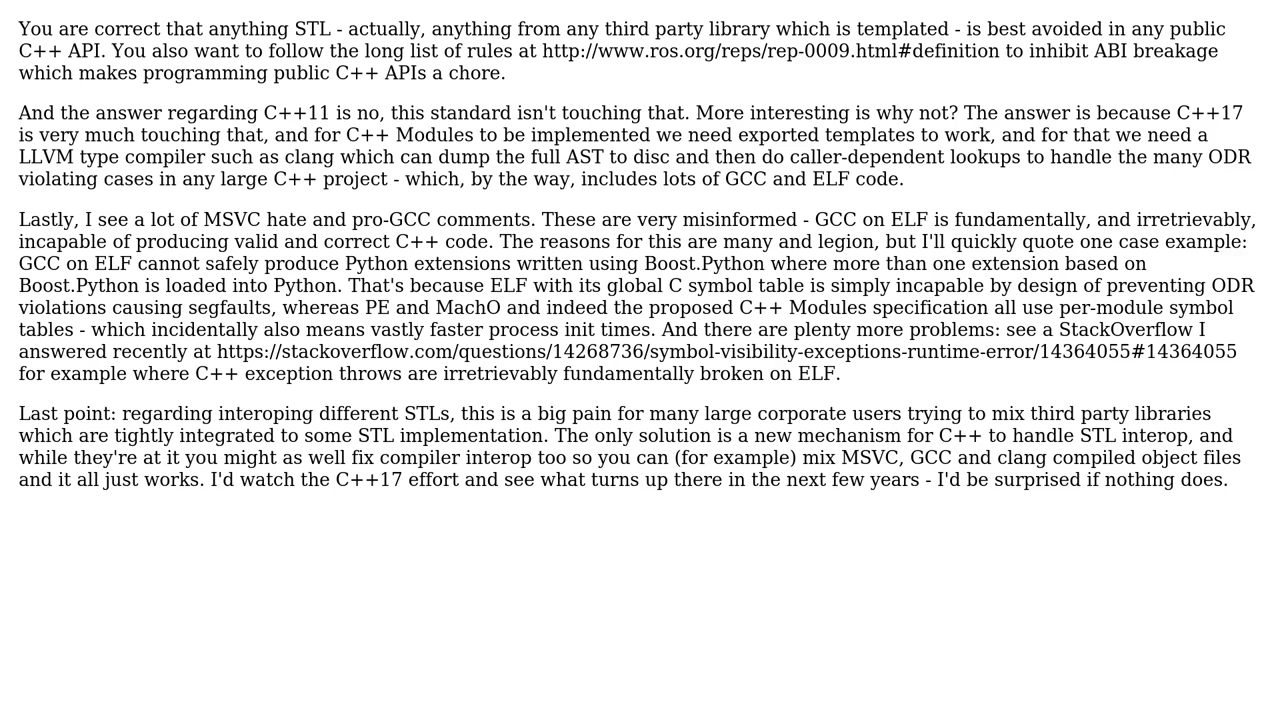 You are correct that anything STL - actually, anything from any third party library which is templated - is best avoided in any public
C++ API. You also want to follow the long list of rules at http://www.ros.org/reps/rep-0009.html#definition to inhibit ABI breakage
which makes programming public C++ APIs a chore.
And the answer regarding C++11 is no, this standard isn't touching that. More interesting is why not? The answer is because C++17
is very much touching that, and for C++ Modules to be implemented we need exported templates to work, and for that we need a
LLVM type compiler such as clang which can dump the full AST to disc and then do caller-dependent lookups to handle the many ODR
violating cases in any large C++ project - which, by the way, includes lots of GCC and ELF code.
Lastly, I see a lot of MSVC hate and pro-GCC comments. These are very misinformed - GCC on ELF is fundamentally, and irretrievably,
incapable of producing valid and correct C++ code. The reasons for this are many and legion, but I'll quickly quote one case example:
GCC on ELF cannot safely produce Python extensions written using Boost.Python where more than one extension based on
Boost.Python is loaded into Python. That's because ELF with its global C symbol table is simply incapable by design of preventing ODR
violations causing segfaults, whereas PE and MachO and indeed the proposed C++ Modules specification all use per-module symbol
tables - which incidentally also means vastly faster process init times. And there are plenty more problems: see a StackOverflow I
answered recently at https://stackoverflow.com/questions/14268736/symbol-visibility-exceptions-runtime-error/14364055#14364055
for example where C++ exception throws are irretrievably fundamentally broken on ELF.
Last point: regarding interoping different STLs, this is a big pain for many large corporate users trying to mix third party libraries
which are tightly integrated to some STL implementation. The only solution is a new mechanism for C++ to handle STL interop, and
while they're at it you might as well fix compiler interop too so you can (for example) mix MSVC, GCC and clang compiled object files
and it all just works. I'd watch the C++17 effort and see what turns up there in the next few years - I'd be surprised if nothing does.